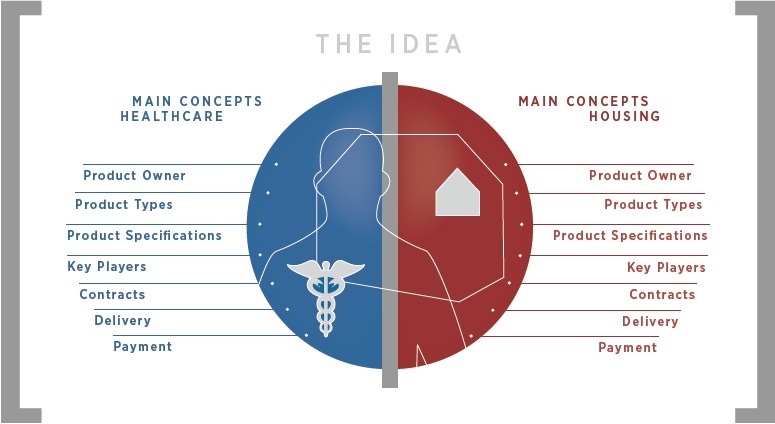 THE IDEA
MAIN CONCEPTS
HEALTHCARE
Product Owner
Product Types
Product Specifications
Key Players
Contracts
Delivery
Payment
MAIN CONCEPTS
HOUSING
Product Owner
Product Types
Product Specifications
Key Players
Contracts
Delivery
Payment